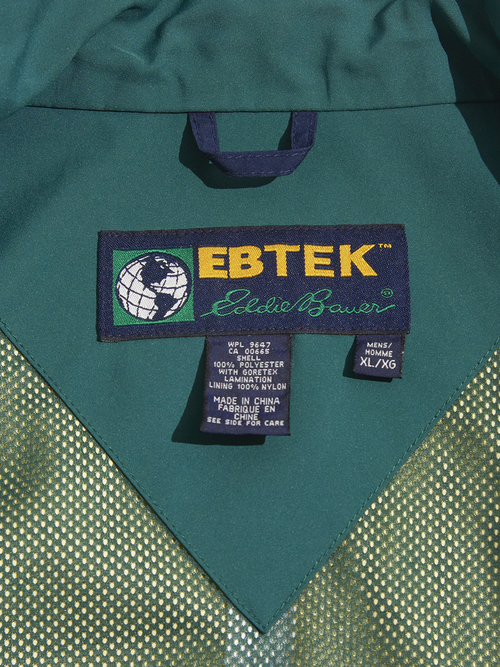 EBTEK™
Eddie Bauer®
WPL 9647
CA 00665
SHELL
100% POLYESTER
WITH GORETEX
LAMINATION
LINING 100% NYLON
MADE IN CHINA
FABRIQUE EN
CHINE
SEE SIDE FOR CARE
MENS/
HOMME
XL/XG